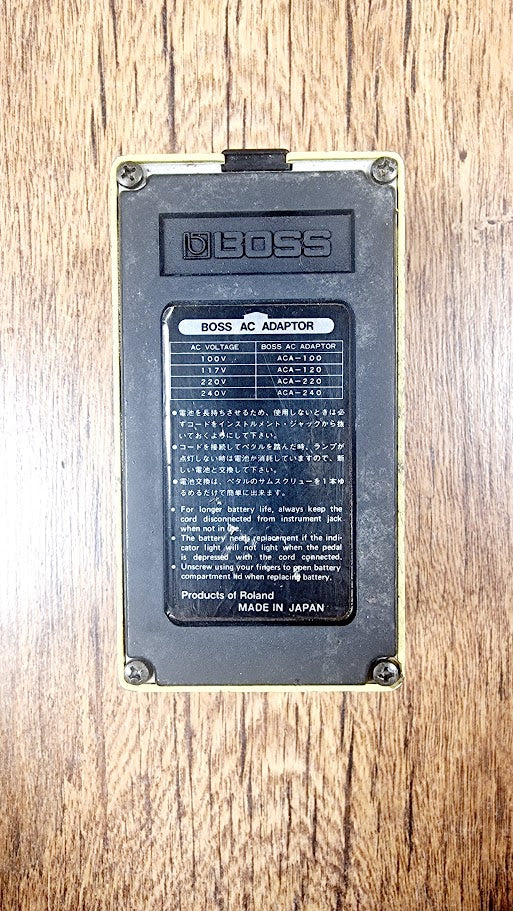 BOSS
BOSS AC ADAPTOR
AC VOLTAGE BOSS AC ADAPTOR
100V ACA-100
117V ACA-120
220V ACA-220
240V ACA-240
●電池を長持ちさせるため、使用しないときは必
ずコードをインストルメント・ジャックから抜
いておくようにして下さい。
●コードを接続してペタルを踏んだ時、ランプが
点灯しない時は電池が消耗していますので、新
しい電池と交換して下さい。
●電池交換は、ペタルのサムスクリューを1本ゆ
るめるだけで簡単に出来ます。
● For longer battery life, always keep the
cord disconnected from instrument jack
when not in use.
● The battery needs replacement if the indi-
cator light will not light when the pedal
is depressed with the cord connected.
● Unscrew using your fingers to open battery
compartment lid when replacing battery.
Products of Roland
MADE IN JAPAN